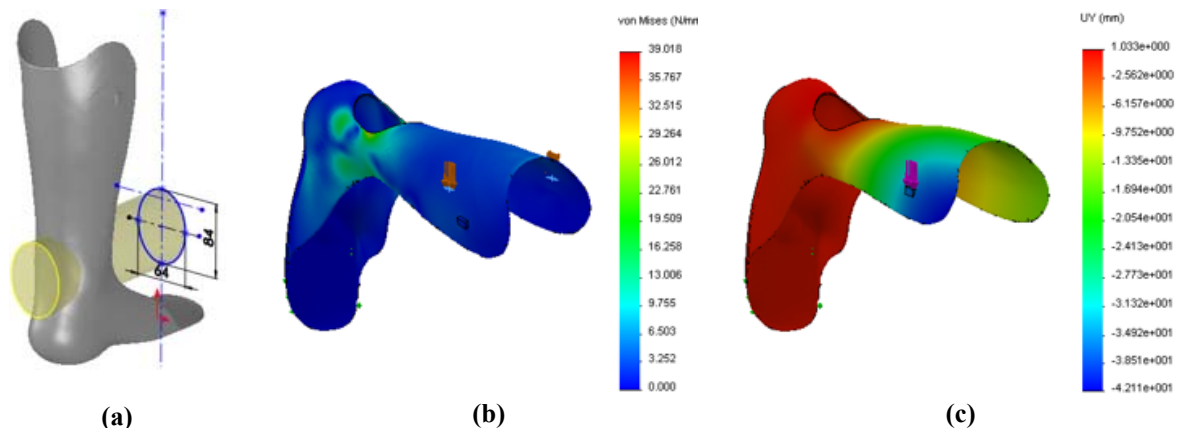 84
64
(a)
von Mises (N/mm
39.018
35.767
32.515
29.264
26.012
22.761
19.509
16.258
13.006
9.755
6.503
3.252
0.000
(b)
UY (mm)
1.033e+000
-2.562e+000
-6.157e+000
-9.752e+000
-1.335e+001
-1.694e+001
-2.054e+001
-2.413e+001
-2.773e+001
-3.132e+001
-3.492e+001
-3.851e+001
-4.211e+001
(c)